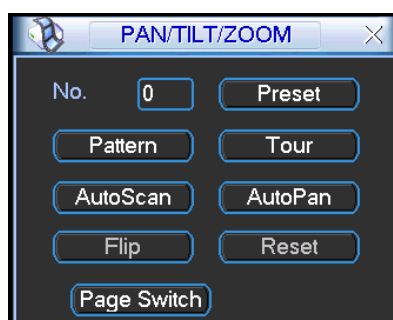 PAN/TILT/ZOOM
No. 0 Preset
Pattern Tour
AutoScan AutoPan
Flip Reset
Page Switch